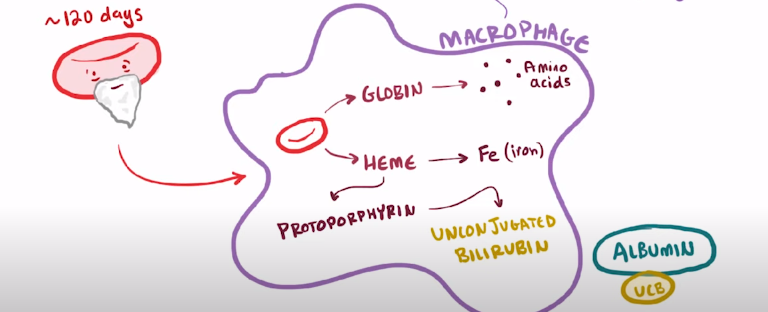 ~120 days
MACROPHAGE
GLOBIN
Amino
acids
HEME
Fe (iron)
PROTOPORPHYRIN
UNCONJUGATED
BILIRUBIN
ALBUMIN
UCB